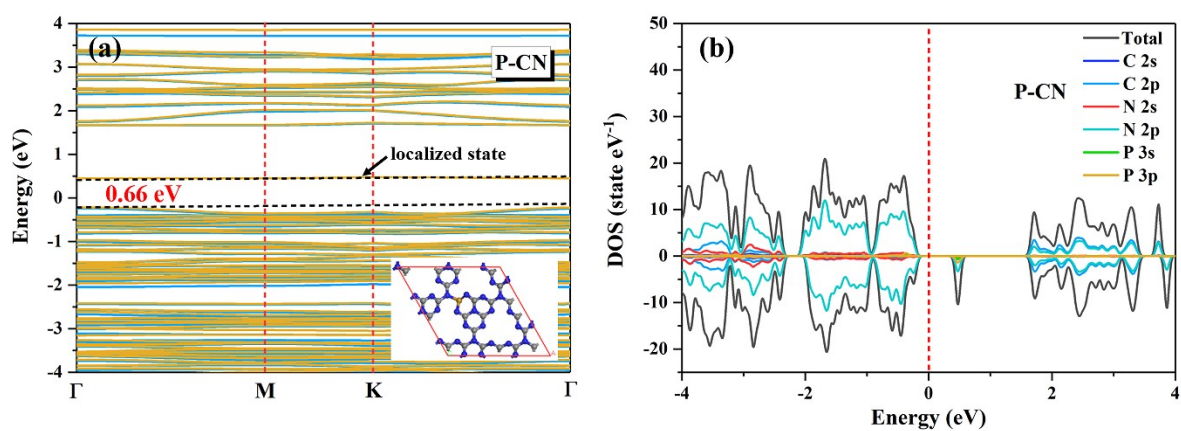 (a)
P-CN
localized state
0.66 eV
Energy (eV)
4
3
2
1
0
-1
-2
-3
-4
Γ
M
K
Γ
(b)
P-CN
Total
C 2s
C 2p
N 2s
N 2p
P 3s
P 3p
DOS (state eV⁻¹)
50
40
30
20
10
0
-10
-20
-4
-2
0
2
4
Energy (eV)